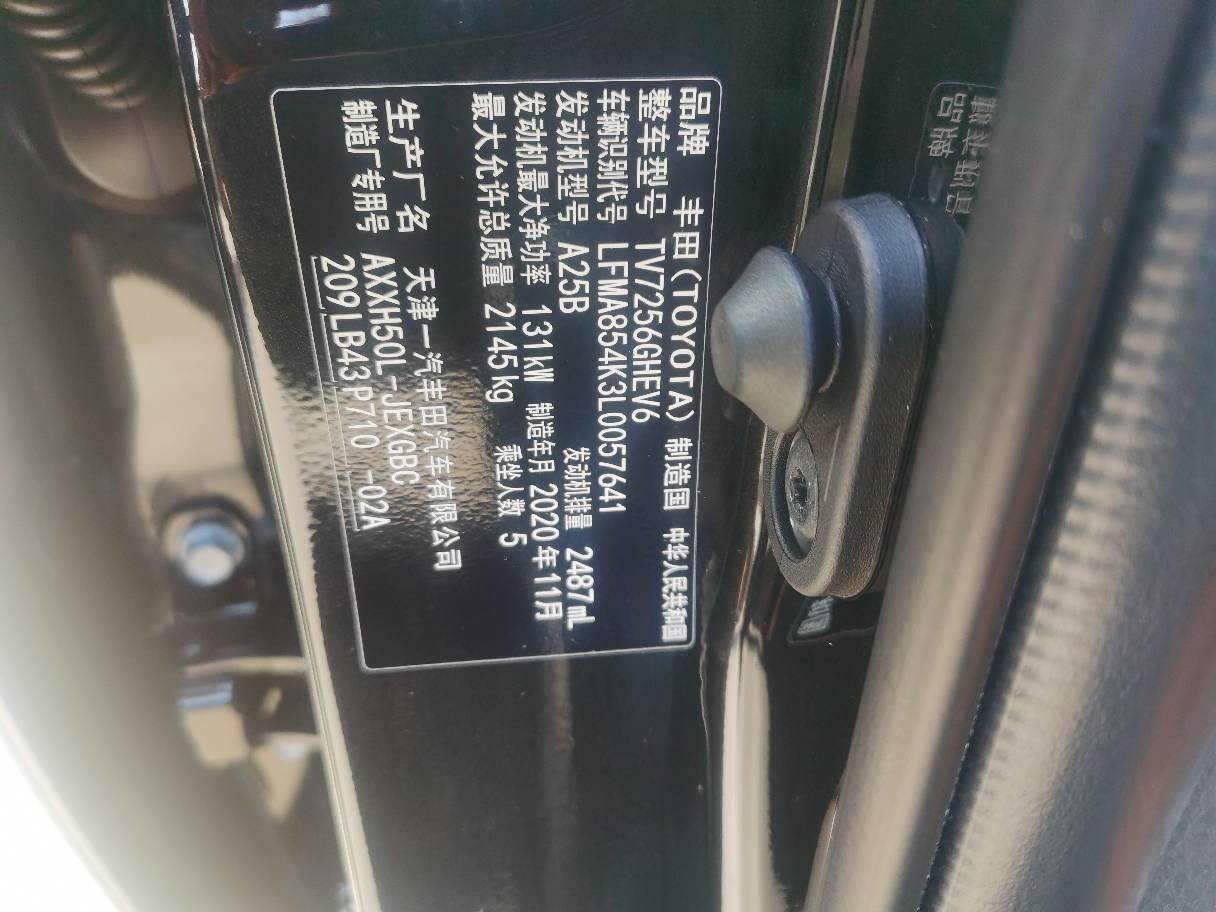 品牌 丰田(TOYOTA) 制造国 中华人民共和国
整车型号 TV7256GHEV6
车辆识别代号 LFMA854K3L0057641
发动机型号 A25B 发动机排量 2487mL
发动机最大净功率 131kW 制造年月 2020年11月
最大允许总质量 2145kg 乘坐人数 5
生产厂名 天津一汽丰田汽车有限公司
制造厂专用号 AXXH50L-JEXGBC
209LB43P710-02A